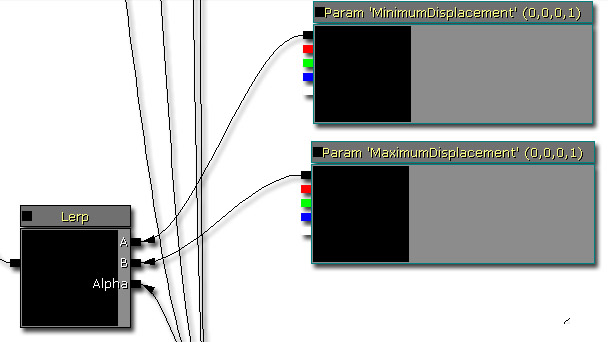 Param 'MinimumDisplacement' (0,0,0,1)
Param 'MaximumDisplacement' (0,0,0,1)
Lerp
A
B
Alpha